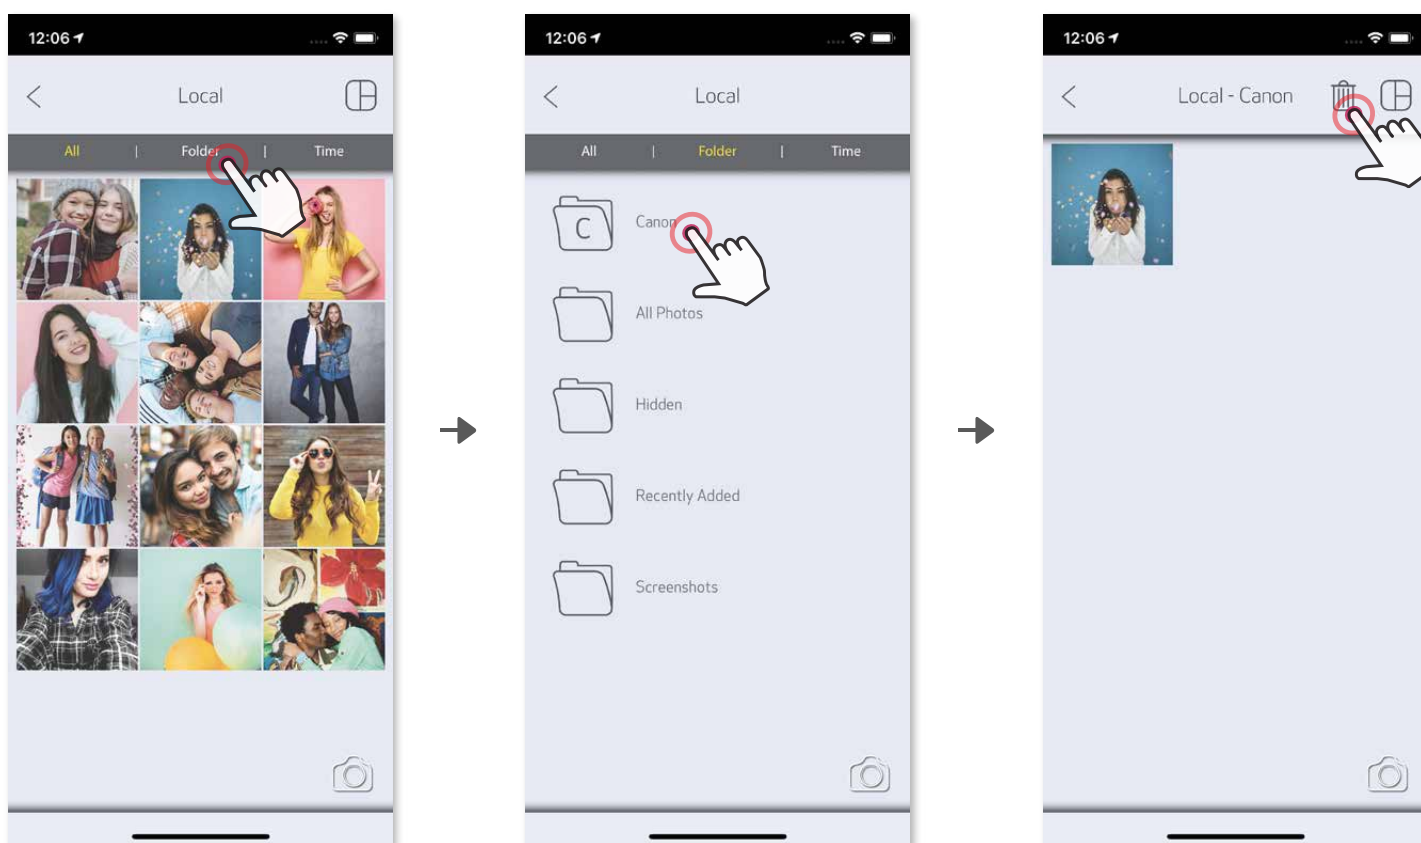 12:06
Local
All | Folder | Time
12:06
Local
All | Folder | Time
C Canon
All Photos
Hidden
Recently Added
Screenshots
12:06
Local - Canon